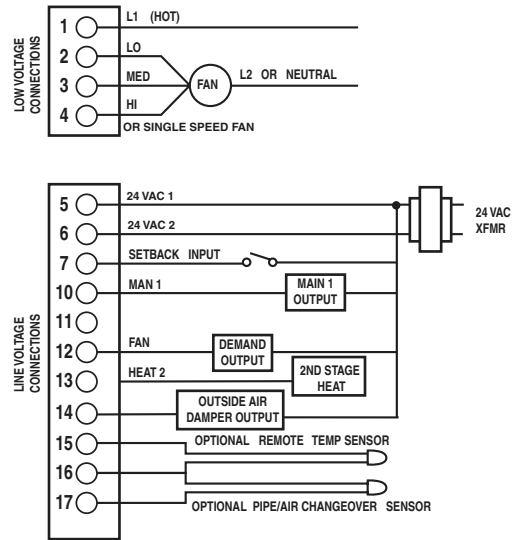 LOW VOLTAGE
CONNECTIONS
1
L1 (HOT)
2
LO
3
MED
FAN
L2 OR NEUTRAL
4
HI
OR SINGLE SPEED FAN
LINE VOLTAGE
CONNECTIONS
5
24 VAC 1
6
24 VAC 2
24 VAC
XFMR
7
SETBACK INPUT
10
MAN 1
MAIN 1
OUTPUT
11
12
FAN
DEMAND
OUTPUT
13
HEAT 2
2ND STAGE
HEAT
14
OUTSIDE AIR
DAMPER OUTPUT
15
OPTIONAL REMOTE TEMP SENSOR
16
17
OPTIONAL PIPE/AIR CHANGEOVER SENSOR